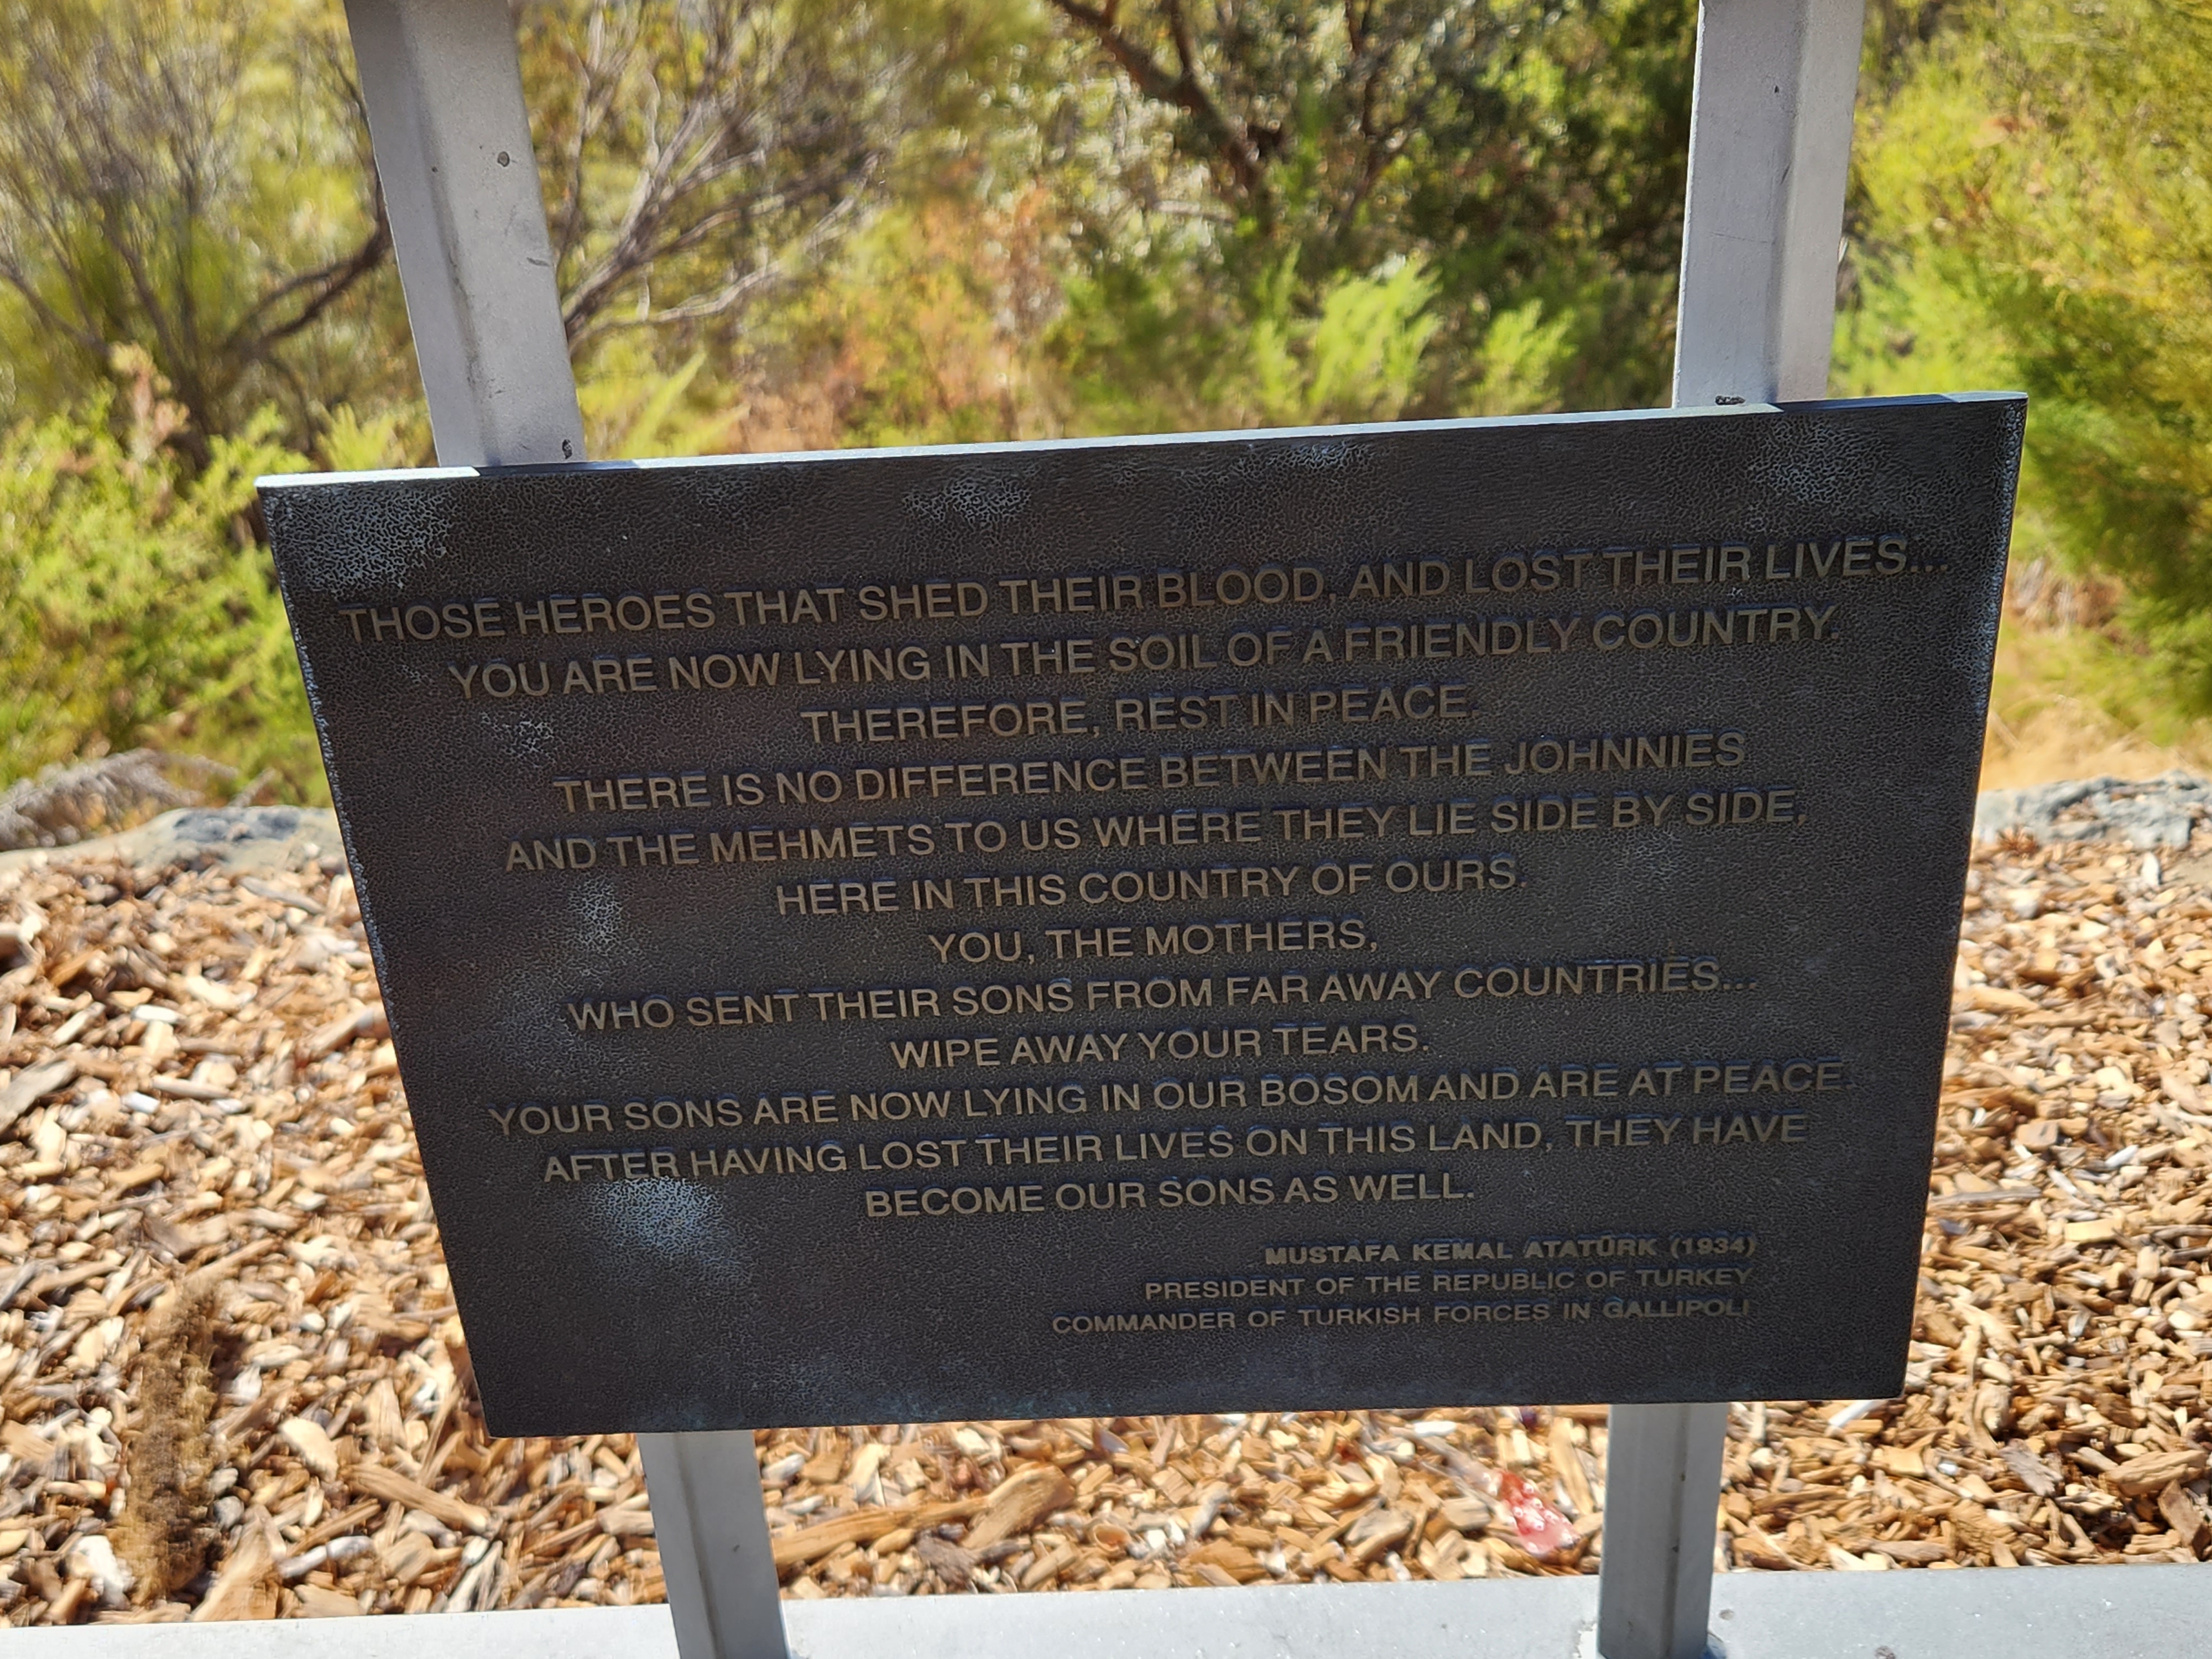 THOSE HEROES THAT SHED THEIR BLOOD, AND LOST THEIR LIVES...
YOU ARE NOW LYING IN THE SOIL OF A FRIENDLY COUNTRY.
THEREFORE, REST IN PEACE.
THERE IS NO DIFFERENCE BETWEEN THE JOHNNIES
AND THE MEHMETS TO US WHERE THEY LIE SIDE BY SIDE,
HERE IN THIS COUNTRY OF OURS.
YOU, THE MOTHERS,
WHO SENT THEIR SONS FROM FAR AWAY COUNTRIES...
WIPE AWAY YOUR TEARS.
YOUR SONS ARE NOW LYING IN OUR BOSOM AND ARE AT PEACE.
AFTER HAVING LOST THEIR LIVES ON THIS LAND, THEY HAVE
BECOME OUR SONS AS WELL.
MUSTAFA KEMAL ATATÜRK (1934)
PRESIDENT OF THE REPUBLIC OF TURKEY
COMMANDER OF TURKISH FORCES IN GALLIPOLI